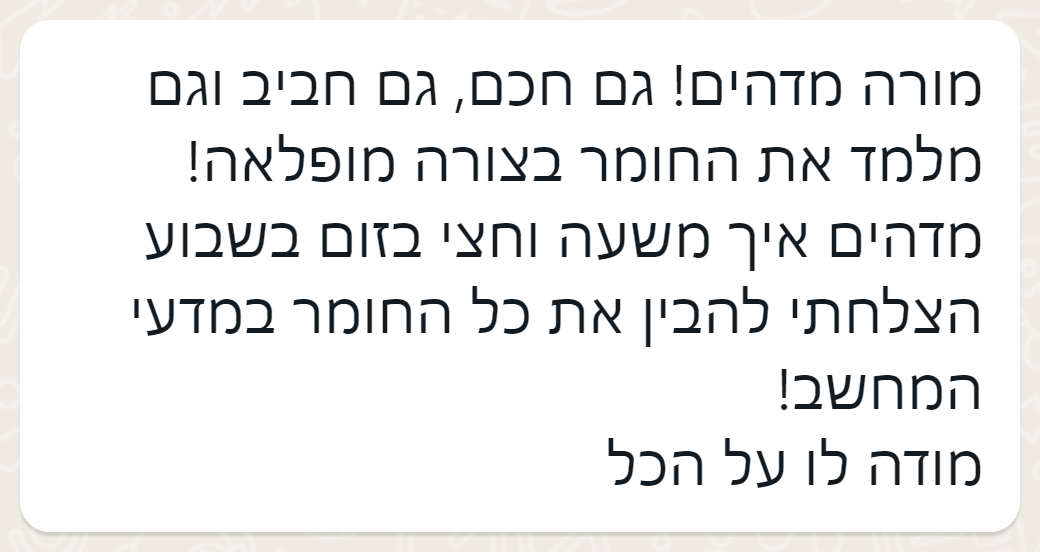 מורה מדהים! גם חכם, גם חביב וגם
מלמד את החומר בצורה מופלאה!
מדהים איך משעה וחצי בזום בשבוע
הצלחתי להבין את כל החומר במדעי
המחשב!
מודה לו על הכל